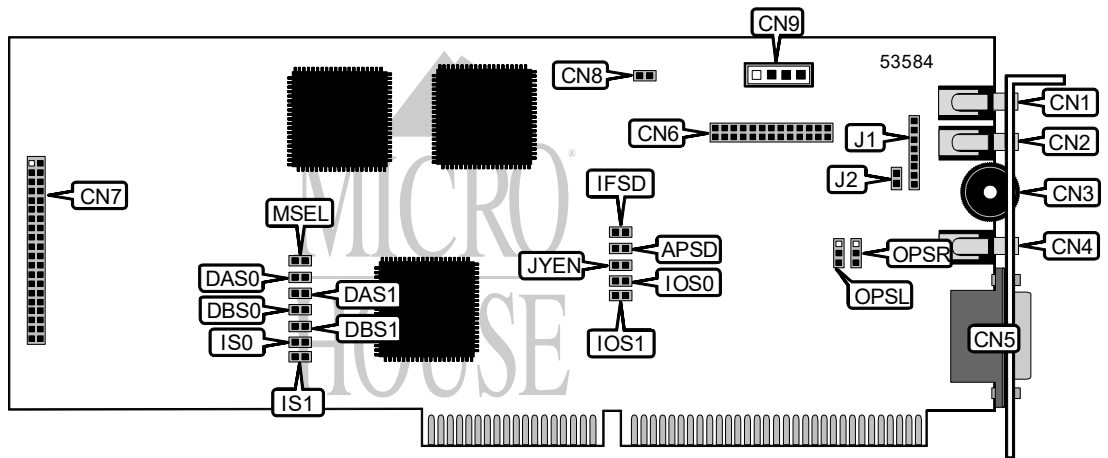 CN9
53584
CN8
CN1
CN6
J1
CN2
CN7
J2
CN3
MICRO
HOUSE
®
IFSD
MSEL
APSD
CN4
DAS0
JYEN
OPSR
DAS1
IOS0
OPSL
DBS0
DBS1
IOS1
CN5
IS0
IS1